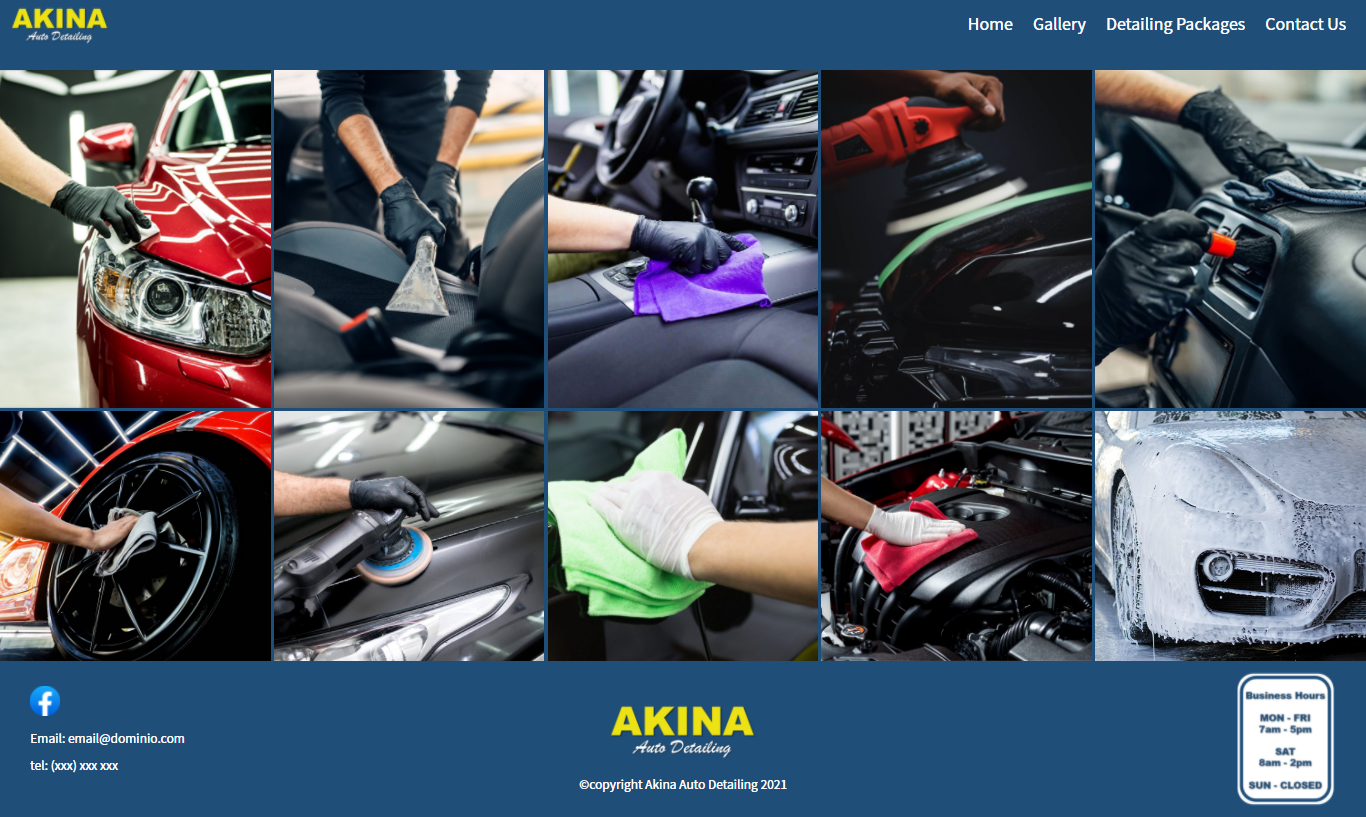 AKINA
Auto Detailing
Home Gallery Detailing Packages Contact Us
Email: email@dominio.com
tel: (xxx) xxx xxx
AKINA
Auto Detailing
©copyright Akina Auto Detailing 2021
Business Hours
MON - FRI
7am - 5pm
SAT
8am - 2pm
SUN - CLOSED